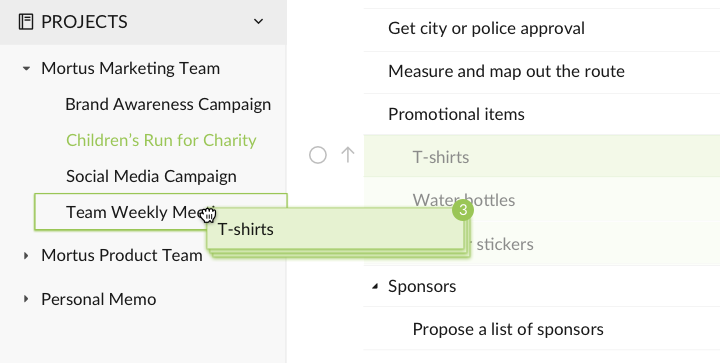 PROJECTS
Mortus Marketing Team
Brand Awareness Campaign
Children's Run for Charity
Social Media Campaign
Team Weekly
Mortus Product Team
Personal Memo
Get city or police approval
Measure and map out the route
Promotional items
T-shirts
Water bottles
stickers
3
T-shirts
Sponsors
Propose a list of sponsors